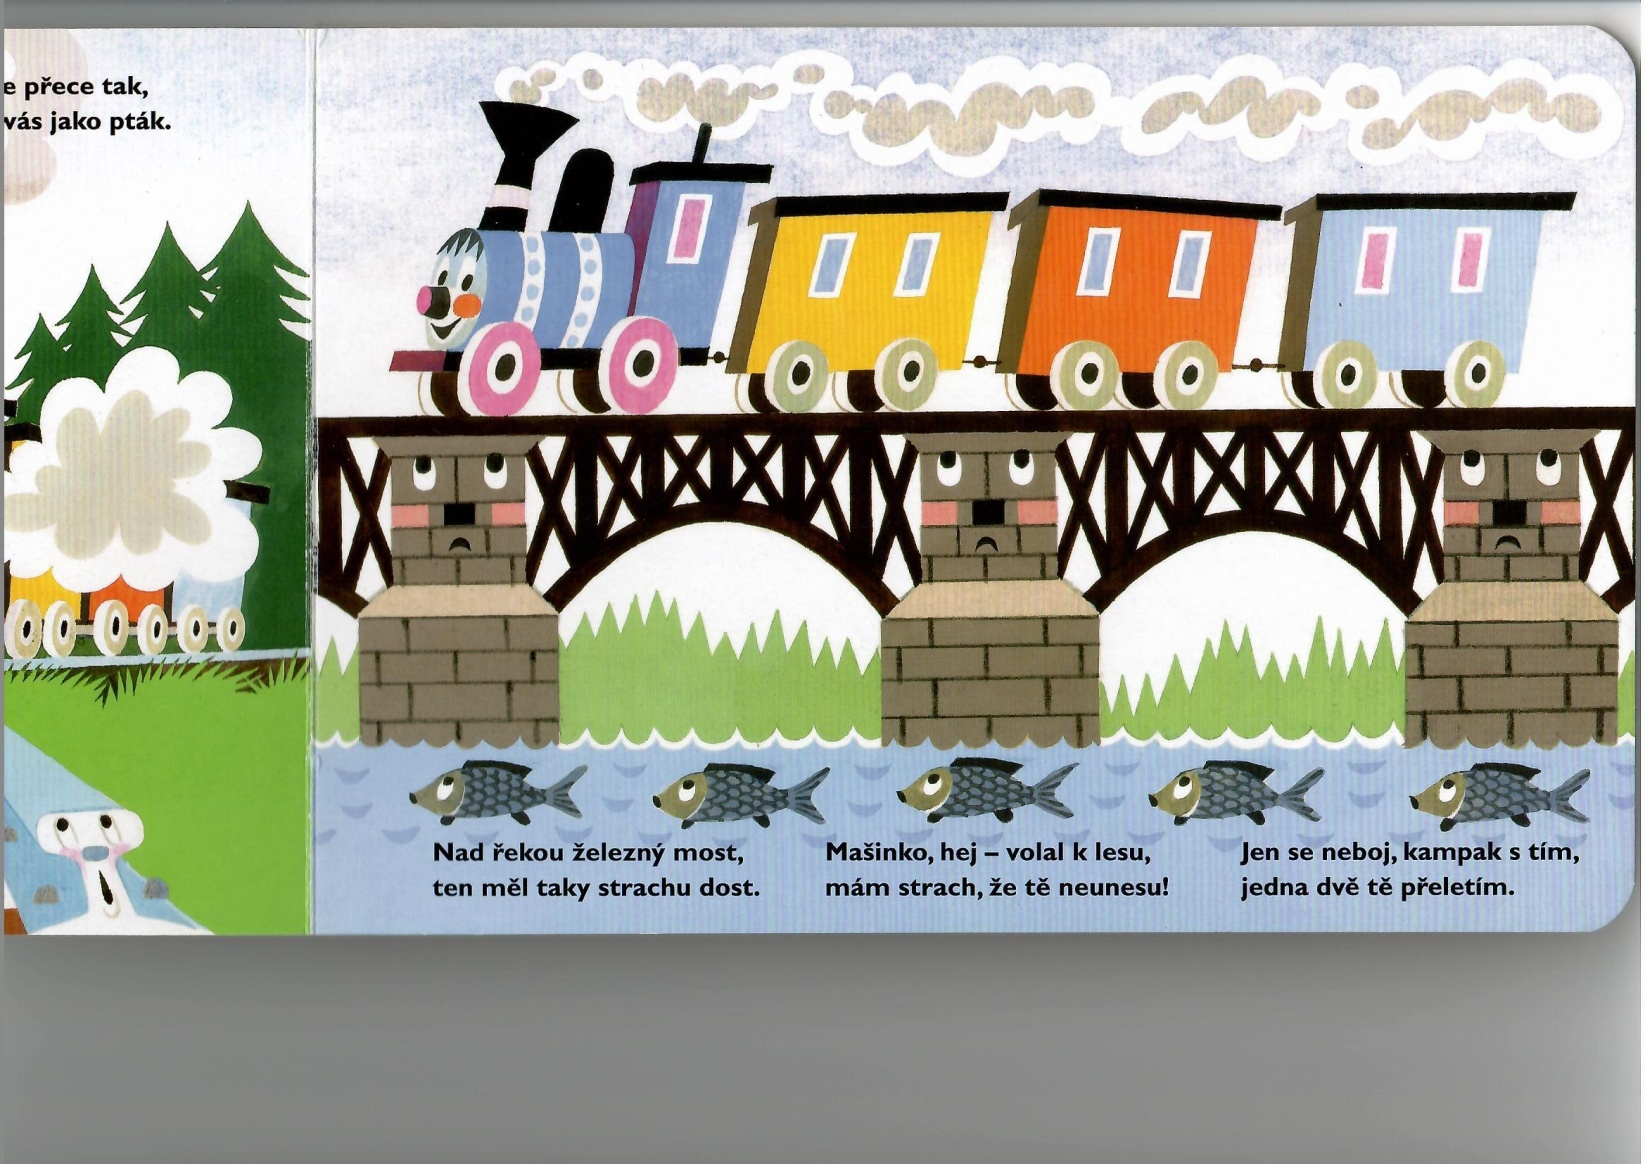 e přece tak,
vás jako pták.
Nad řekou železný most,
ten měl taky strachu dost.
Mašinko, hej – volal k lesu,
mám strach, že tě neunesu!
Jen se neboj, kampak s tím,
jedna dvě tě přeletím.